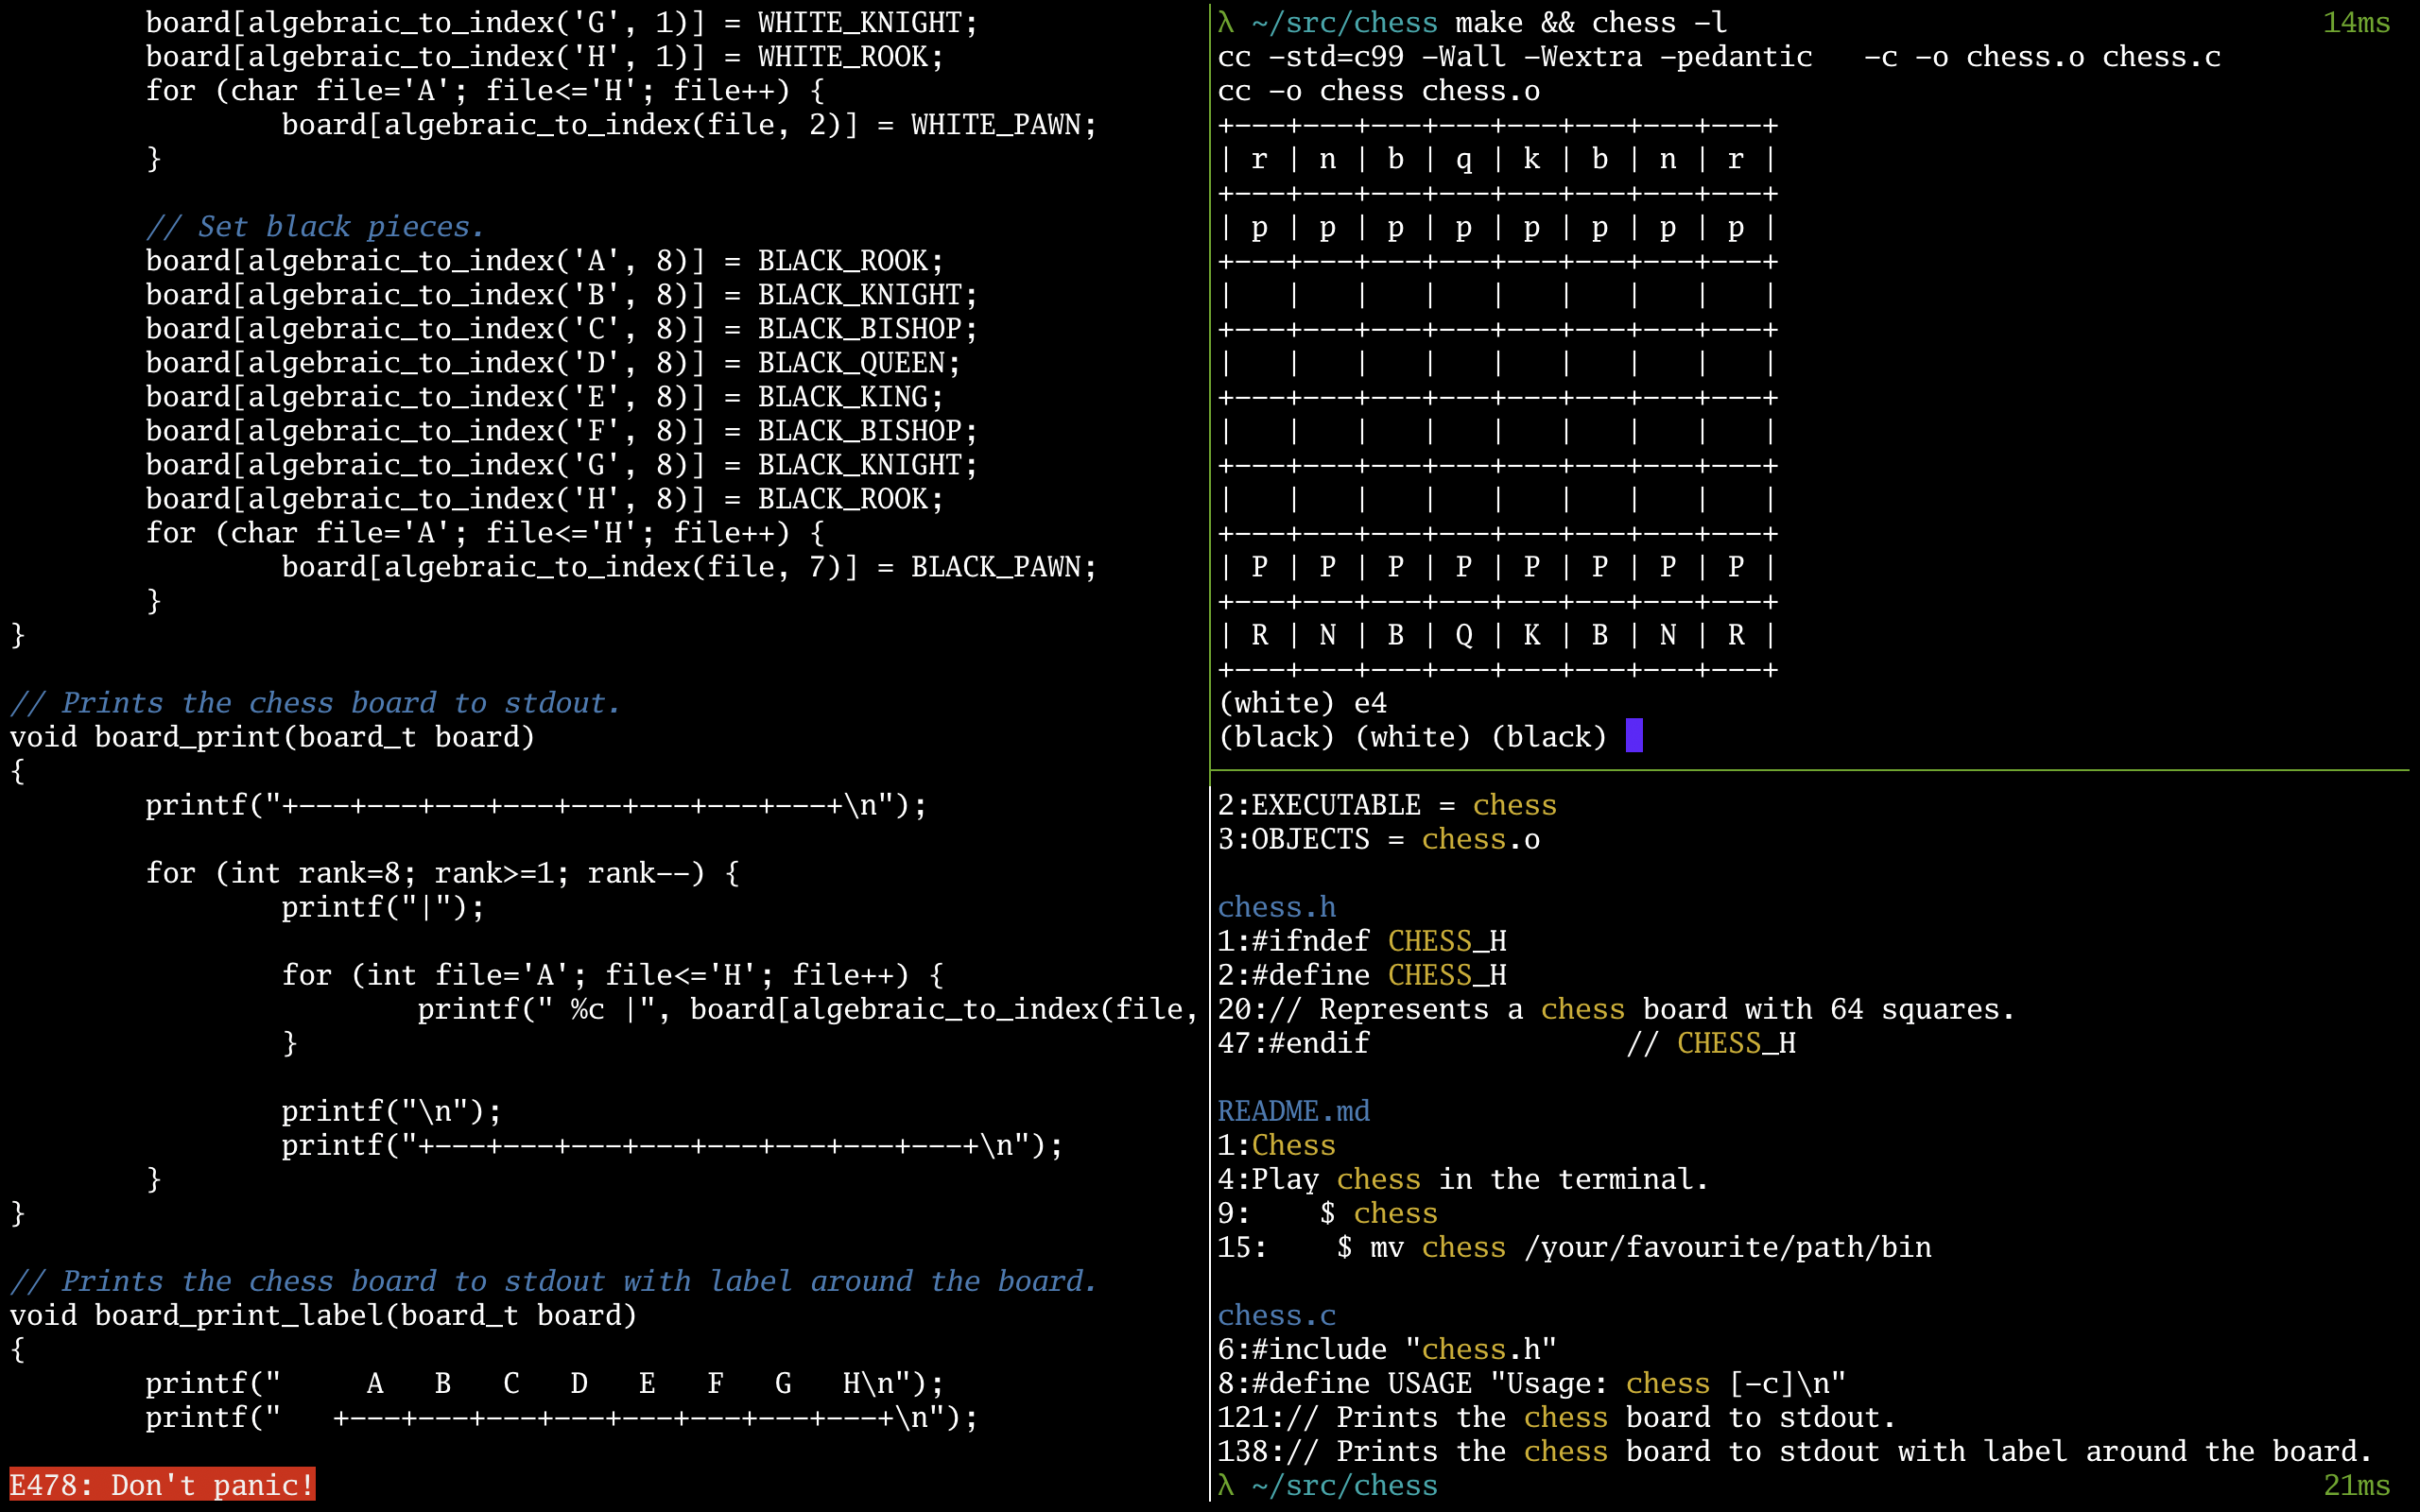 board[algebraic_to_index('G', 1)] = WHITE_KNIGHT;
        board[algebraic_to_index('H', 1)] = WHITE_ROOK;
        for (char file='A'; file<='H'; file++) {
                board[algebraic_to_index(file, 2)] = WHITE_PAWN;
        }

        // Set black pieces.
        board[algebraic_to_index('A', 8)] = BLACK_ROOK;
        board[algebraic_to_index('B', 8)] = BLACK_KNIGHT;
        board[algebraic_to_index('C', 8)] = BLACK_BISHOP;
        board[algebraic_to_index('D', 8)] = BLACK_QUEEN;
        board[algebraic_to_index('E', 8)] = BLACK_KING;
        board[algebraic_to_index('F', 8)] = BLACK_BISHOP;
        board[algebraic_to_index('G', 8)] = BLACK_KNIGHT;
        board[algebraic_to_index('H', 8)] = BLACK_ROOK;
        for (char file='A'; file<='H'; file++) {
                board[algebraic_to_index(file, 7)] = BLACK_PAWN;
        }
}

// Prints the chess board to stdout.
void board_print(board_t board)
{
        printf("+---+---+---+---+---+---+---+---+\n");

        for (int rank=8; rank>=1; rank--) {
                printf("|");

                for (int file='A'; file<='H'; file++) {
                        printf(" %c |", board[algebraic_to_index(file,
                }

                printf("\n");
                printf("+---+---+---+---+---+---+---+---+\n");
        }
}

// Prints the chess board to stdout with label around the board.
void board_print_label(board_t board)
{
        printf("     A   B   C   D   E   F   G   H\n");
        printf("   +---+---+---+---+---+---+---+---+\n");

E478: Don't panic!
λ ~/src/chess make && chess -l 14ms
cc -std=c99 -Wall -Wextra -pedantic   -c -o chess.o chess.c
cc -o chess chess.o
+---+---+---+---+---+---+---+---+
| r | n | b | q | k | b | n | r |
+---+---+---+---+---+---+---+---+
| p | p | p | p | p | p | p | p |
+---+---+---+---+---+---+---+---+
|   |   |   |   |   |   |   |   |
+---+---+---+---+---+---+---+---+
|   |   |   |   |   |   |   |   |
+---+---+---+---+---+---+---+---+
|   |   |   |   |   |   |   |   |
+---+---+---+---+---+---+---+---+
|   |   |   |   |   |   |   |   |
+---+---+---+---+---+---+---+---+
| P | P | P | P | P | P | P | P |
+---+---+---+---+---+---+---+---+
| R | N | B | Q | K | B | N | R |
+---+---+---+---+---+---+---+---+
(white) e4
(black) (white) (black)
2:EXECUTABLE = chess
3:OBJECTS = chess.o

chess.h
1:#ifndef CHESS_H
2:#define CHESS_H
20:// Represents a chess board with 64 squares.
47:#endif               // CHESS_H

README.md
1:Chess
4:Play chess in the terminal.
9:    $ chess
15:    $ mv chess /your/favourite/path/bin

chess.c
6:#include "chess.h"
8:#define USAGE "Usage: chess [-c]\n"
121:// Prints the chess board to stdout.
138:// Prints the chess board to stdout with label around the board.
λ ~/src/chess 21ms